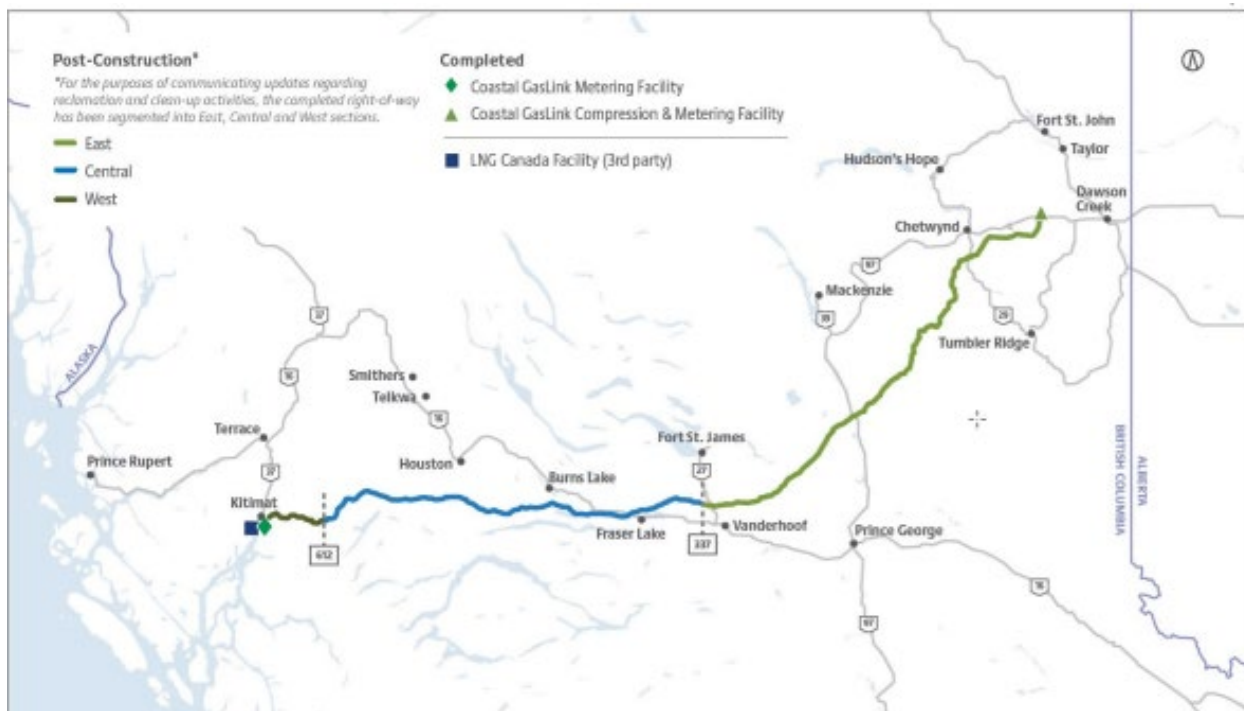 Post-Construction*
*For the purposes of communicating updates regarding
reclamation and clean-up activities, the completed right-of-way
has been segmented into East, Central and West sections.
East
Central
West
Completed
Coastal GasLink Metering Facility
Coastal GasLink Compression & Metering Facility
LNG Canada Facility (3rd party)
Fort St. John
Taylor
Hudson's Hope
Dawson
Creek
Chetwynd
97
Mackenzie
39
29
Tumbler Ridge
37
ALASKA
16
Smithers
Telkwa
16
Terrace
Fort St. James
Prince Rupert
37
Houston
27
Burns Lake
BRITISH COLUMBIA
ALBERTA
Kitimat
Fraser Lake
Vanderhoof
Prince George
612
337
16
97